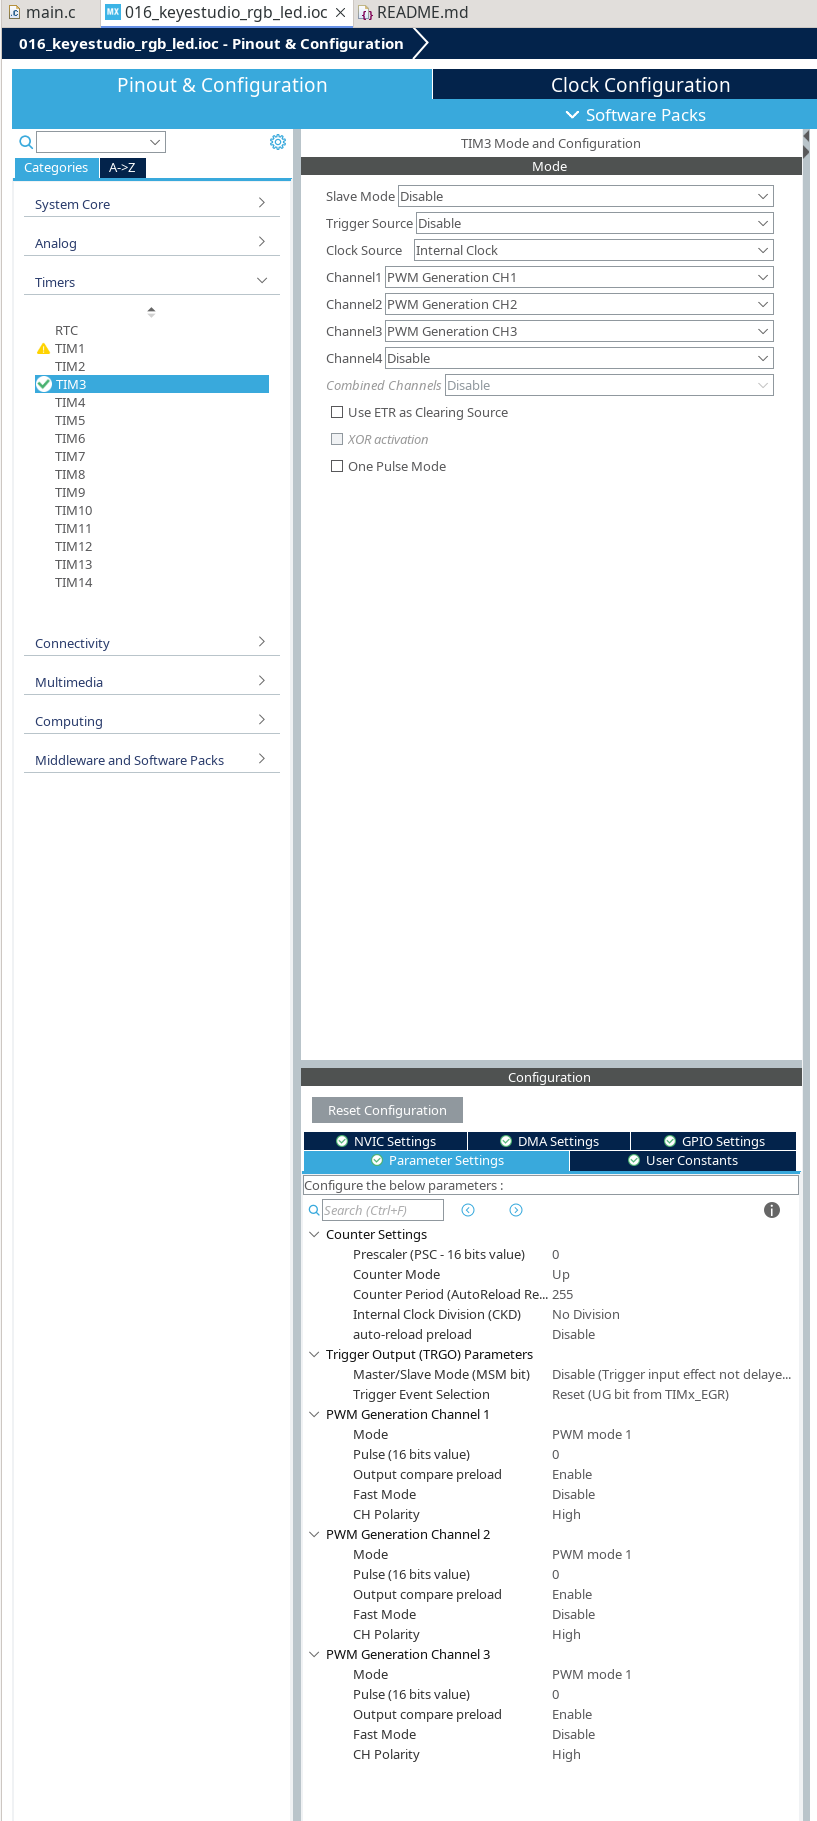 main.c
MX 016_keyestudio_rgb_led.ioc
README.md
016_keyestudio_rgb_led.ioc - Pinout & Configuration
Pinout & Configuration
Clock Configuration
Software Packs
Categories
A->Z
System Core
Analog
Timers
RTC
TIM1
TIM2
TIM3
TIM4
TIM5
TIM6
TIM7
TIM8
TIM9
TIM10
TIM11
TIM12
TIM13
TIM14
Connectivity
Multimedia
Computing
Middleware and Software Packs
TIM3 Mode and Configuration
Mode
Slave Mode Disable
Trigger Source Disable
Clock Source Internal Clock
Channel1 PWM Generation CH1
Channel2 PWM Generation CH2
Channel3 PWM Generation CH3
Channel4 Disable
Combined Channels Disable
Use ETR as Clearing Source
XOR activation
One Pulse Mode
Configuration
Reset Configuration
NVIC Settings
DMA Settings
GPIO Settings
Parameter Settings
User Constants
Configure the below parameters :
Search (Ctrl+F)
Counter Settings
Prescaler (PSC - 16 bits value) 0
Counter Mode Up
Counter Period (AutoReload Re... 255
Internal Clock Division (CKD) No Division
auto-reload preload Disable
Trigger Output (TRGO) Parameters
Master/Slave Mode (MSM bit) Disable (Trigger input effect not delaye...
Trigger Event Selection Reset (UG bit from TIMx_EGR)
PWM Generation Channel 1
Mode PWM mode 1
Pulse (16 bits value) 0
Output compare preload Enable
Fast Mode Disable
CH Polarity High
PWM Generation Channel 2
Mode PWM mode 1
Pulse (16 bits value) 0
Output compare preload Enable
Fast Mode Disable
CH Polarity High
PWM Generation Channel 3
Mode PWM mode 1
Pulse (16 bits value) 0
Output compare preload Enable
Fast Mode Disable
CH Polarity High